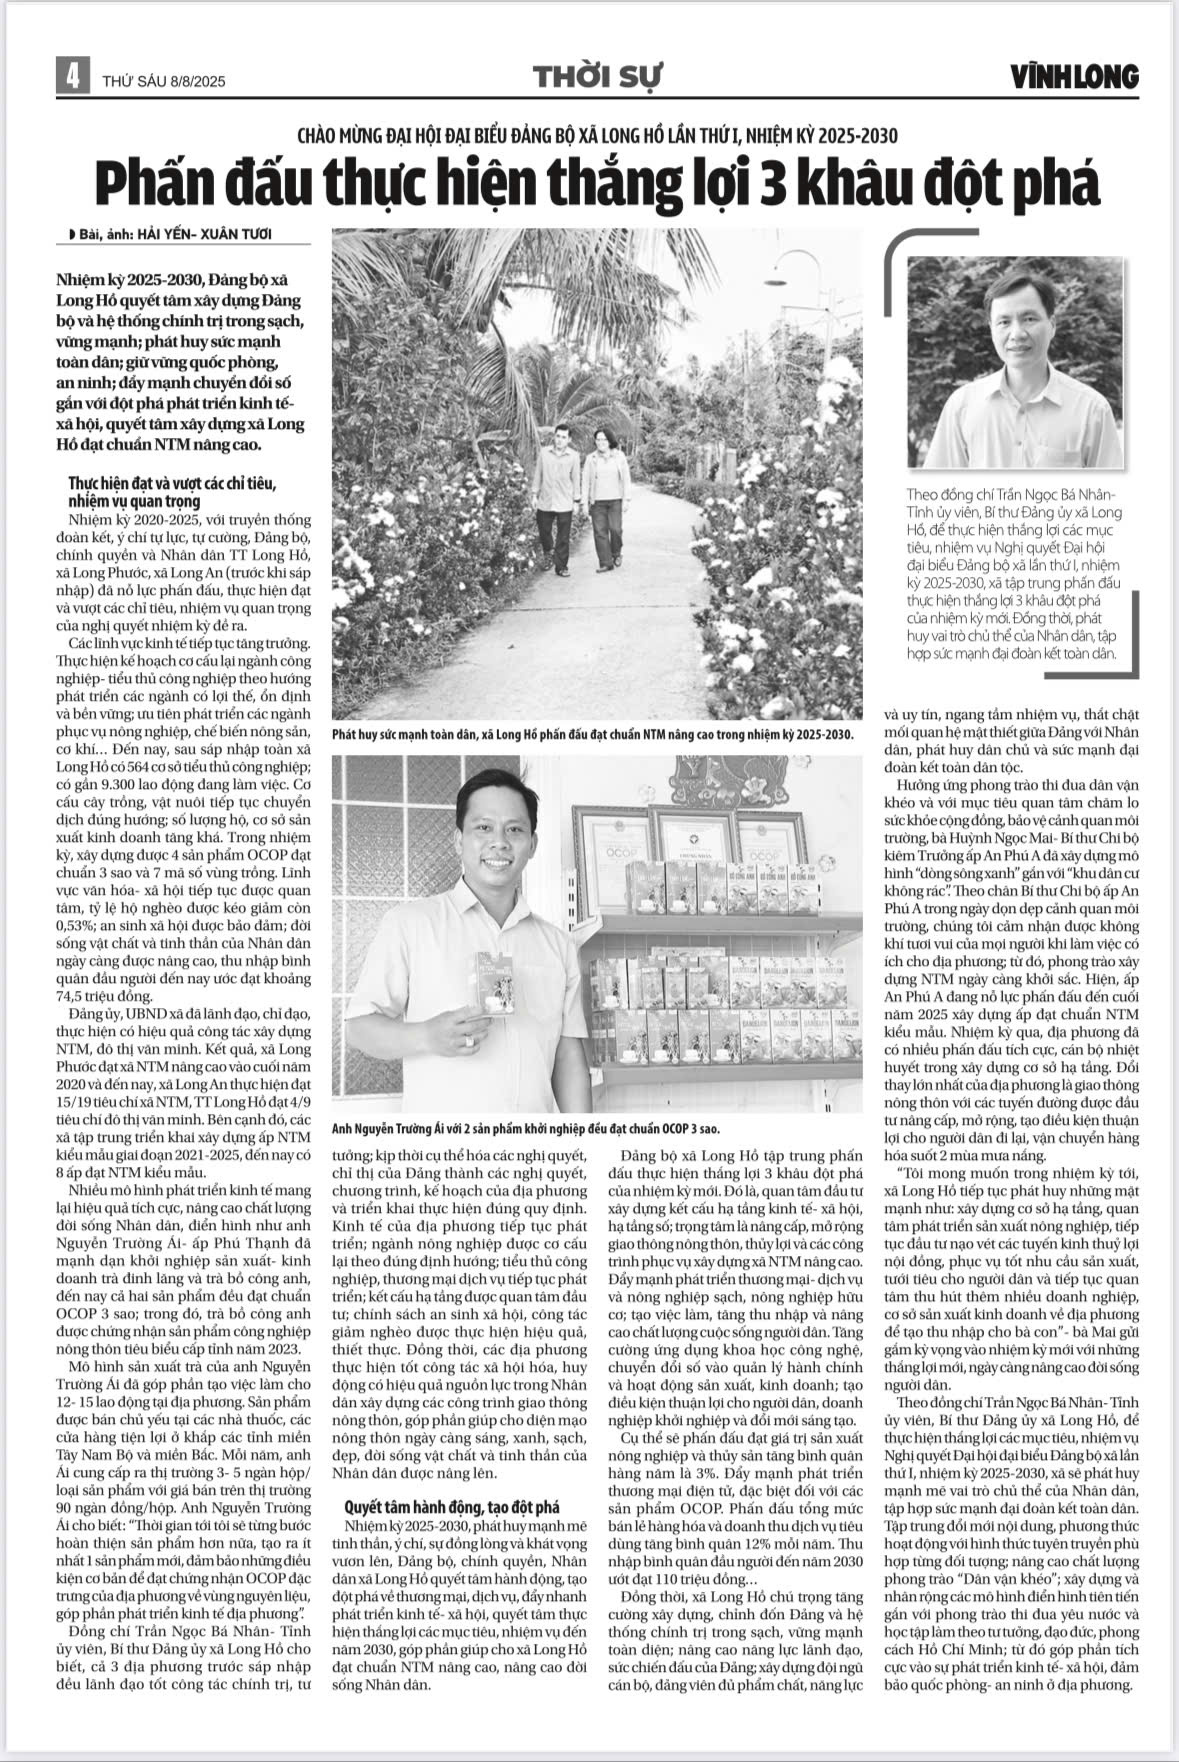 4
THỨ SÁU 8/8/2025
THỜI SỰ
VĨNH LONG
CHÀO MỪNG ĐẠI HỘI ĐẠI BIỂU ĐẢNG BỘ XÃ LONG HỒ LẦN THỨ I, NHIỆM KỲ 2025-2030
Phấn đấu thực hiện thắng lợi 3 khâu đột phá
Bài, ảnh: HẢI YẾN- XUÂN TƯƠI
Nhiệm kỳ 2025-2030, Đảng bộ xã
Long Hồ quyết tâm xây dựng Đảng
bộ và hệ thống chính trị trong sạch,
vững mạnh; phát huy sức mạnh
toàn dân; giữ vững quốc phòng,
an ninh; đẩy mạnh chuyển đổi số
gắn với đột phá phát triển kinh tế-
xã hội, quyết tâm xây dựng xã Long
Hồ đạt chuẩn NTM nâng cao.
Thực hiện đạt và vượt các chỉ tiêu,
nhiệm vụ quan trọng
Nhiệm kỳ 2020-2025, với truyền thống
đoàn kết, ý chí tự lực, tự cường, Đảng bộ,
chính quyền và Nhân dân TT Long Hồ,
xã Long Phước, xã Long An (trước khi sáp
nhập) đã nỗ lực phấn đấu, thực hiện đạt
và vượt các chỉ tiêu, nhiệm vụ quan trọng
của nghị quyết nhiệm kỳ đề ra.
Các lĩnh vực kinh tế tiếp tục tăng trưởng.
Thực hiện kế hoạch cơ cấu lại ngành công
nghiệp- tiểu thủ công nghiệp theo hướng
phát triển các ngành có lợi thế, ổn định
và bền vững; ưu tiên phát triển các ngành
phục vụ nông nghiệp, chế biến nông sản,
cơ khí... Đến nay, sau sáp nhập toàn xã
Long Hồ có 564 cơ sở tiểu thủ công nghiệp;
có gần 9.300 lao động đang làm việc. Cơ
cấu cây trồng, vật nuôi tiếp tục chuyển
dịch đúng hướng; số lượng hộ, cơ sở sản
xuất kinh doanh tăng khá. Trong nhiệm
kỳ, xây dựng được 4 sản phẩm OCOP đạt
chuẩn 3 sao và 7 mã số vùng trồng. Lĩnh
vực văn hóa- xã hội tiếp tục được quan
tâm, tỷ lệ hộ nghèo được kéo giảm còn
0,53%; an sinh xã hội được bảo đảm; đời
sống vật chất và tinh thần của Nhân dân
ngày càng được nâng cao, thu nhập bình
quân đầu người đến nay ước đạt khoảng
74,5 triệu đồng.
Đảng ủy, UBND xã đã lãnh đạo, chỉ đạo,
thực hiện có hiệu quả công tác xây dựng
NTM, đô thị văn minh. Kết quả, xã Long
Phước đạt xã NTM nâng cao vào cuối năm
2020 và đến nay, xã Long An thực hiện đạt
15/19 tiêu chí xã NTM, TT Long Hồ đạt 4/9
tiêu chí đô thị văn minh. Bên cạnh đó, các
xã tập trung triển khai xây dựng ấp NTM
kiểu mẫu giai đoạn 2021-2025, đến nay có
8 ấp đạt NTM kiểu mẫu.
Nhiều mô hình phát triển kinh tế mang
lại hiệu quả tích cực, nâng cao chất lượng
đời sống Nhân dân, điển hình như anh
Nguyễn Trường Ái- ấp Phú Thạnh đã
mạnh dạn khởi nghiệp sản xuất- kinh
doanh trà đinh lăng và trà bồ công anh,
đến nay cả hai sản phẩm đều đạt chuẩn
OCOP 3 sao; trong đó, trà bồ công anh
được chứng nhận sản phẩm công nghiệp
nông thôn tiêu biểu cấp tỉnh năm 2023.
Mô hình sản xuất trà của anh Nguyễn
Trường Ái đã góp phần tạo việc làm cho
12- 15 lao động tại địa phương. Sản phẩm
được bán chủ yếu tại các nhà thuốc, các
cửa hàng tiện lợi ở khắp các tỉnh miền
Tây Nam Bộ và miền Bắc. Mỗi năm, anh
Ái cung cấp ra thị trường 3- 5 ngàn hộp/
loại sản phẩm với giá bán trên thị trường
90 ngàn đồng/hộp. Anh Nguyễn Trường
Ái cho biết: “Thời gian tới tôi sẽ từng bước
hoàn thiện sản phẩm hơn nữa, tạo ra ít
nhất 1 sản phẩm mới, đảm bảo những điều
kiện cơ bản để đạt chứng nhận OCOP đặc
trưng của địa phương về vùng nguyên liệu,
góp phần phát triển kinh tế địa phương”.
Đồng chí Trần Ngọc Bá Nhân- Tỉnh
ủy viên, Bí thư Đảng ủy xã Long Hồ cho
biết, cả 3 địa phương trước sáp nhập
đều lãnh đạo tốt công tác chính trị, tư
Phát huy sức mạnh toàn dân, xã Long Hồ phấn đấu đạt chuẩn NTM nâng cao trong nhiệm kỳ 2025-2030.
OCOP
CHỨNG NHẬN
OCOP
BỒ CÔNG ANH
DANDELION
DANDELION
Anh Nguyễn Trường Ái với 2 sản phẩm khởi nghiệp đều đạt chuẩn OCOP 3 sao.
tưởng; kịp thời cụ thể hóa các nghị quyết,
chỉ thị của Đảng thành các nghị quyết,
chương trình, kế hoạch của địa phương
và triển khai thực hiện đúng quy định.
Kinh tế của địa phương tiếp tục phát
triển; ngành nông nghiệp được cơ cấu
lại theo đúng định hướng; tiểu thủ công
nghiệp, thương mại dịch vụ tiếp tục phát
triển; kết cấu hạ tầng được quan tâm đầu
tư; chính sách an sinh xã hội, công tác
giảm nghèo được thực hiện hiệu quả,
thiết thực. Đồng thời, các địa phương
thực hiện tốt công tác xã hội hóa, huy
động có hiệu quả nguồn lực trong Nhân
dân xây dựng các công trình giao thông
nông thôn, góp phần giúp cho diện mạo
nông thôn ngày càng sáng, xanh, sạch,
đẹp, đời sống vật chất và tinh thần của
Nhân dân được nâng lên.
Quyết tâm hành động, tạo đột phá
Nhiệm kỳ 2025-2030, phát huy mạnh mẽ
tinh thần, ý chí, sự đồng lòng và khát vọng
vươn lên, Đảng bộ, chính quyền, Nhân
dân xã Long Hồ quyết tâm hành động, tạo
đột phá về thương mại, dịch vụ, đẩy nhanh
phát triển kinh tế- xã hội, quyết tâm thực
hiện thắng lợi các mục tiêu, nhiệm vụ đến
năm 2030, góp phần giúp cho xã Long Hồ
đạt chuẩn NTM nâng cao, nâng cao đời
sống Nhân dân.
Đảng bộ xã Long Hồ tập trung phấn
đấu thực hiện thắng lợi 3 khâu đột phá
của nhiệm kỳ mới. Đó là, quan tâm đầu tư
xây dựng kết cấu hạ tầng kinh tế- xã hội,
hạ tầng số; trọng tâm là nâng cấp, mở rộng
giao thông nông thôn, thủy lợi và các công
trình phục vụ xây dựng xã NTM nâng cao.
Đẩy mạnh phát triển thương mại- dịch vụ
và nông nghiệp sạch, nông nghiệp hữu
cơ; tạo việc làm, tăng thu nhập và nâng
cao chất lượng cuộc sống người dân. Tăng
cường ứng dụng khoa học công nghệ,
chuyển đổi số vào quản lý hành chính
và hoạt động sản xuất, kinh doanh; tạo
điều kiện thuận lợi cho người dân, doanh
nghiệp khởi nghiệp và đổi mới sáng tạo.
Cụ thể sẽ phấn đấu đạt giá trị sản xuất
nông nghiệp và thủy sản tăng bình quân
hàng năm là 3%. Đẩy mạnh phát triển
thương mại điện tử, đặc biệt đối với các
sản phẩm OCOP. Phấn đấu tổng mức
bán lẻ hàng hóa và doanh thu dịch vụ tiêu
dùng tăng bình quân 12% mỗi năm. Thu
nhập bình quân đầu người đến năm 2030
ướt đạt 110 triệu đồng...
Đồng thời, xã Long Hồ chú trọng tăng
cường xây dựng, chỉnh đốn Đảng và hệ
thống chính trị trong sạch, vững mạnh
toàn diện; nâng cao năng lực lãnh đạo,
sức chiến đấu của Đảng; xây dựng đội ngũ
cán bộ, đảng viên đủ phẩm chất, năng lực
Theo đồng chí Trần Ngọc Bá Nhân-
Tỉnh ủy viên, Bí thư Đảng ủy xã Long
Hồ, để thực hiện thắng lợi các mục
tiêu, nhiệm vụ Nghị quyết Đại hội
đại biểu Đảng bộ xã lần thứ I, nhiệm
kỳ 2025-2030, xã tập trung phấn đấu
thực hiện thắng lợi 3 khâu đột phá
của nhiệm kỳ mới. Đồng thời, phát
huy vai trò chủ thể của Nhân dân, tập
hợp sức mạnh đại đoàn kết toàn dân.
và uy tín, ngang tầm nhiệm vụ, thắt chặt
mối quan hệ mật thiết giữa Đảng với Nhân
dân, phát huy dân chủ và sức mạnh đại
đoàn kết toàn dân tộc.
Hưởng ứng phong trào thi đua dân vận
khéo và với mục tiêu quan tâm chăm lo
sức khỏe cộng đồng, bảo vệ cảnh quan môi
trường, bà Huỳnh Ngọc Mai- Bí thư Chi bộ
kiêm Trưởng ấp An Phú A đã xây dựng mô
hình “dòng sông xanh” gắn với “khu dân cư
không rác”. Theo chân Bí thư Chi bộ ấp An
Phú A trong ngày dọn dẹp cảnh quan môi
trường, chúng tôi cảm nhận được không
khí tươi vui của mọi người khi làm việc có
ích cho địa phương; từ đó, phong trào xây
dựng NTM ngày càng khởi sắc. Hiện, ấp
An Phú A đang nỗ lực phấn đấu đến cuối
năm 2025 xây dựng ấp đạt chuẩn NTM
kiểu mẫu. Nhiệm kỳ qua, địa phương đã
có nhiều phấn đấu tích cực, cán bộ nhiệt
huyết trong xây dựng cơ sở hạ tầng. Đổi
thay lớn nhất của địa phương là giao thông
nông thôn với các tuyến đường được đầu
tư nâng cấp, mở rộng, tạo điều kiện thuận
lợi cho người dân đi lại, vận chuyển hàng
hóa suốt 2 mùa mưa nắng.
“Tôi mong muốn trong nhiệm kỳ tới,
xã Long Hồ tiếp tục phát huy những mặt
mạnh như: xây dựng cơ sở hạ tầng, quan
tâm phát triển sản xuất nông nghiệp, tiếp
tục đầu tư nạo vét các tuyến kinh thuỷ lợi
nội đồng, phục vụ tốt nhu cầu sản xuất,
tưới tiêu cho người dân và tiếp tục quan
tâm thu hút thêm nhiều doanh nghiệp,
cơ sở sản xuất kinh doanh về địa phương
để tạo thu nhập cho bà con”- bà Mai gửi
gắm kỳ vọng vào nhiệm kỳ mới với những
thắng lợi mới, ngày càng nâng cao đời sống
người dân.
Theo đồng chí Trần Ngọc Bá Nhân- Tỉnh
ủy viên, Bí thư Đảng ủy xã Long Hồ, để
thực hiện thắng lợi các mục tiêu, nhiệm vụ
Nghị quyết Đại hội đại biểu Đảng bộ xã lần
thứ I, nhiệm kỳ 2025-2030, xã sẽ phát huy
mạnh mẽ vai trò chủ thể của Nhân dân,
tập hợp sức mạnh đại đoàn kết toàn dân.
Tập trung đổi mới nội dung, phương thức
hoạt động với hình thức tuyên truyền phù
hợp từng đối tượng; nâng cao chất lượng
phong trào “Dân vận khéo”; xây dựng và
nhân rộng các mô hình điển hình tiên tiến
gắn với phong trào thi đua yêu nước và
học tập làm theo tư tưởng, đạo đức, phong
cách Hồ Chí Minh; từ đó góp phần tích
cực vào sự phát triển kinh tế- xã hội, đảm
bảo quốc phòng- an ninh ở địa phương.